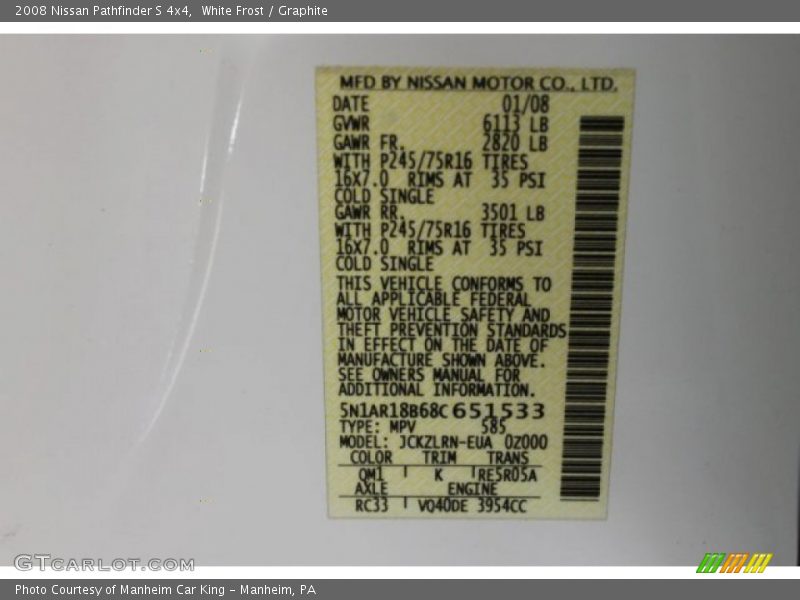 2008 Nissan Pathfinder S 4x4, White Frost / Graphite
MFD BY NISSAN MOTOR CO., LTD.
DATE 01/08
GVWR 6113 LB
GAWR FR. 2820 LB
WITH P245/75R16 TIRES
16X7.0 RIMS AT 35 PSI
COLD SINGLE
GAWR RR. 3501 LB
WITH P245/75R16 TIRES
16X7.0 RIMS AT 35 PSI
COLD SINGLE
THIS VEHICLE CONFORMS TO
ALL APPLICABLE FEDERAL
MOTOR VEHICLE SAFETY AND
THEFT PREVENTION STANDARDS
IN EFFECT ON THE DATE OF
MANUFACTURE SHOWN ABOVE.
SEE OWNERS MANUAL FOR
ADDITIONAL INFORMATION.
5N1AR18B68C651533
TYPE: MPV 585
MODEL: JCKZLRN-EUA 0Z000
COLOR TRIM TRANS
QM1 K RE5R05A
AXLE ENGINE
RC33 VQ40DE 3954CC
GTCARLOT.COM
Photo Courtesy of Manheim Car King - Manheim, PA